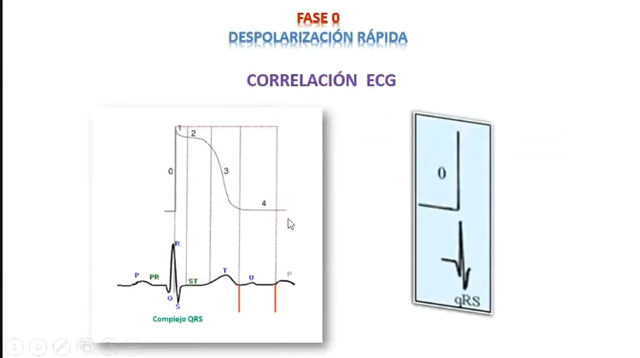 FASE 0
DESPOLARIZACIÓN RÁPIDA
CORRELACIÓN ECG
1
2
0
3
4
R
P
PR
Q
S
ST
T
U
P
Complejo QRS
0
qRS